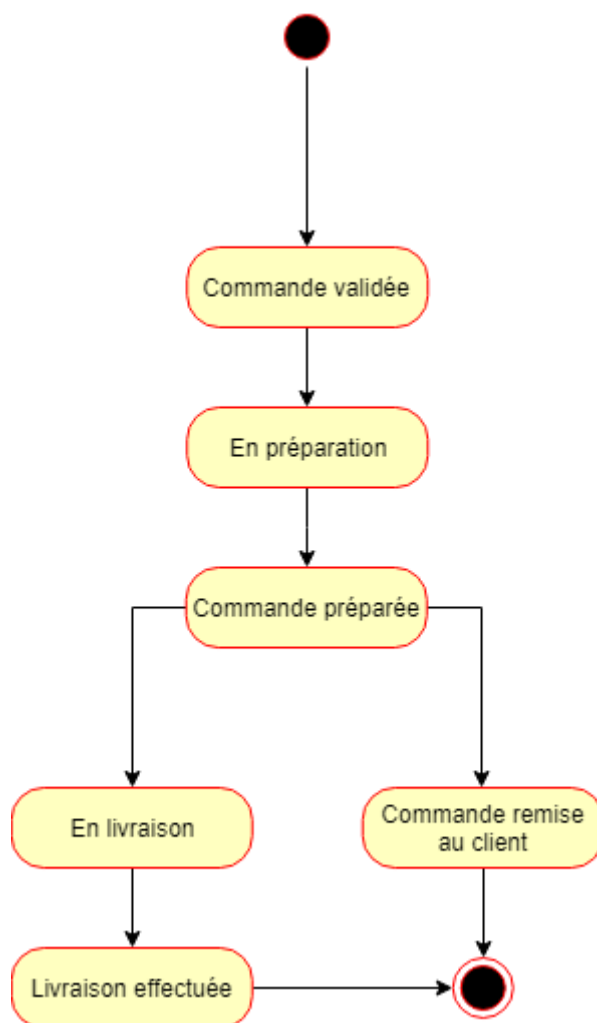 Commande validée
En préparation
Commande préparée
En livraison
Commande remise
au client
Livraison effectuée